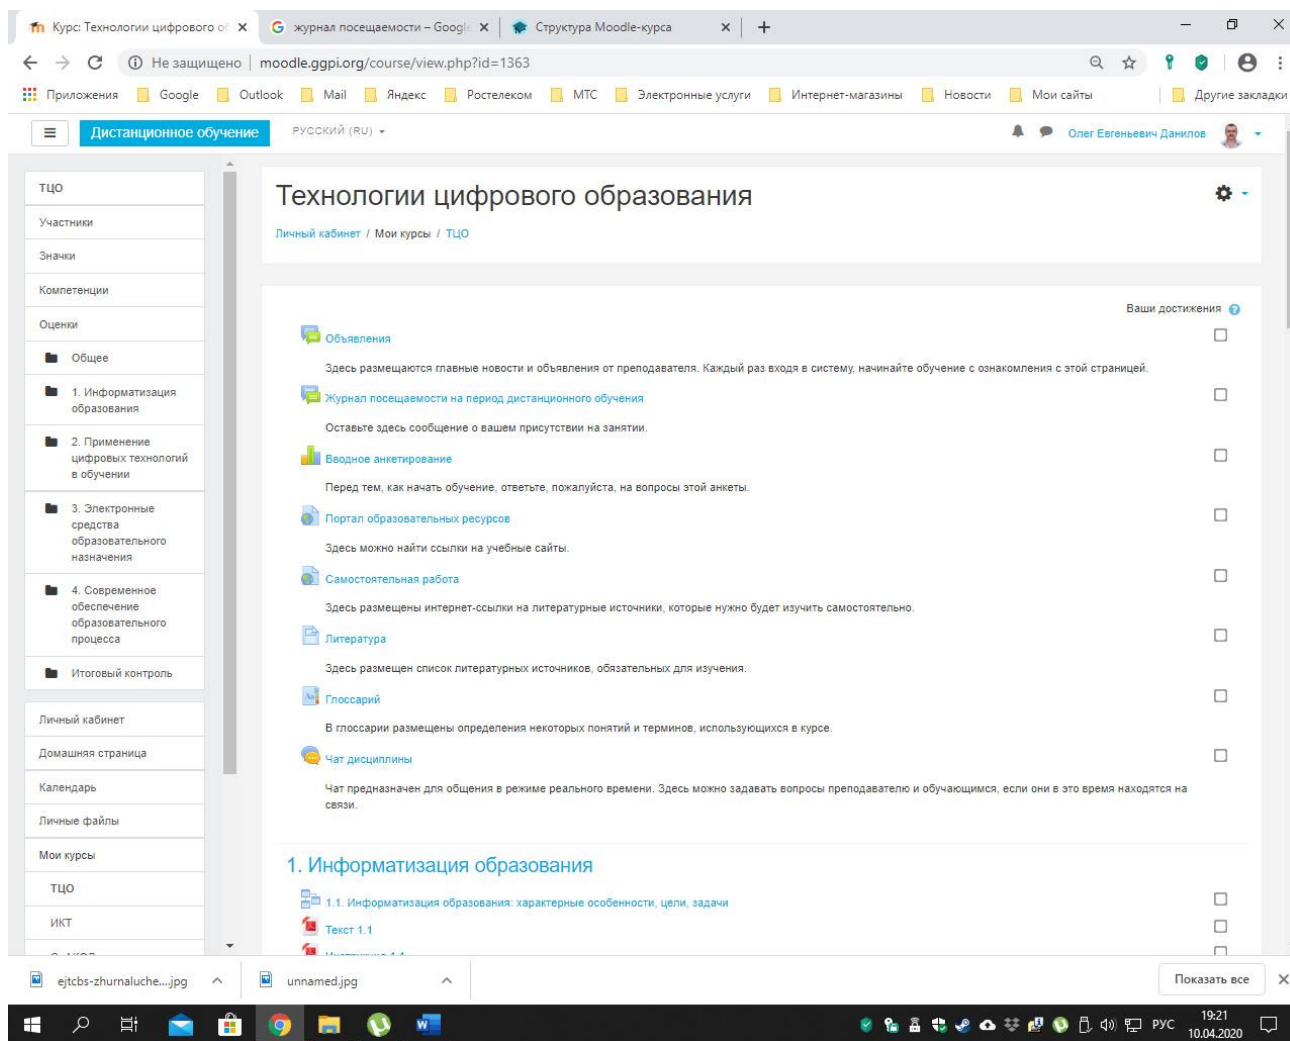 Курс: Технологии цифрового об
журнал посещаемости – Google
Структура Moodle-курса
Не защищено | moodle.ggpi.org/course/view.php?id=1363
Приложения Google Outlook Mail Яндекс Ростелеком МТС Электронные услуги Интернет-магазины Новости Мои сайты Другие закладки
Дистанционное обучение
РУССКИЙ (RU)
Олег Евгеньевич Данилов
ТЦО
Участники
Значки
Компетенции
Оценки
Общее
1. Информатизация
образования
2. Применение
цифровых технологий
в обучении
3. Электронные
средства
образовательного
назначения
4. Современное
обеспечение
образовательного
процесса
Итоговый контроль
Личный кабинет
Домашняя страница
Календарь
Личные файлы
Мои курсы
ТЦО
ИКТ
Технологии цифрового образования
Личный кабинет / Мои курсы / ТЦО
Ваши достижения
Объявления
Здесь размещаются главные новости и объявления от преподавателя. Каждый раз входя в систему, начинайте обучение с ознакомления с этой страницей.
Журнал посещаемости на период дистанционного обучения
Оставьте здесь сообщение о вашем присутствии на занятии.
Вводное анкетирование
Перед тем, как начать обучение, ответьте, пожалуйста, на вопросы этой анкеты.
Портал образовательных ресурсов
Здесь можно найти ссылки на учебные сайты.
Самостоятельная работа
Здесь размещены интернет-ссылки на литературные источники, которые нужно будет изучить самостоятельно.
Литература
Здесь размещен список литературных источников, обязательных для изучения.
Глоссарий
В глоссарии размещены определения некоторых понятий и терминов, использующихся в курсе.
Чат дисциплины
Чат предназначен для общения в режиме реального времени. Здесь можно задавать вопросы преподавателю и обучающимся, если они в это время находятся на
связи.
1. Информатизация образования
1.1. Информатизация образования: характерные особенности, цели, задачи
Текст 1.1
Инструкция 1.1
ejtcbs-zhurnaluche....jpg
unnamed.jpg
Показать все
РУС
19:21
10.04.2020